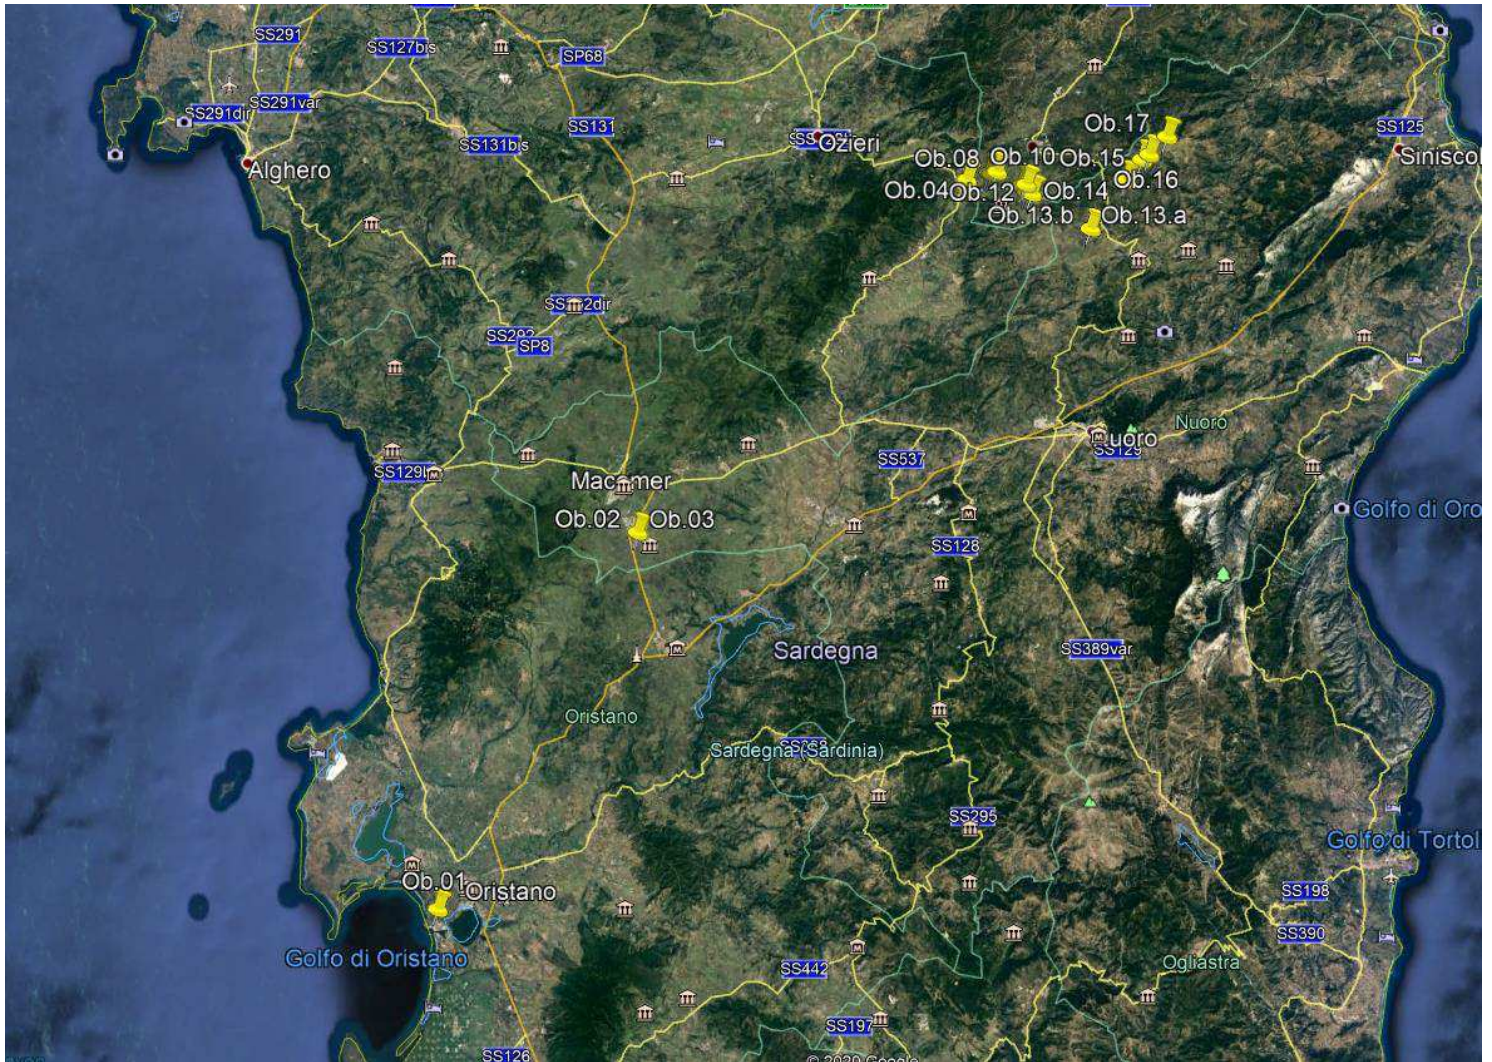 SS291
SS127bis
SP68
SS291dir
SS291var
SS131
SS131bis
Alghero
Ozieri
Ob.17
SS125
Siniscol
Ob.08
Ob.10
Ob.15
Ob.16
Ob.04
Ob.12
Ob.14
Ob.13.b
Ob.13.a
SP8
Nuoro
SS129
SS537
Macomer
Ob.02
Ob.03
Golfo di Oro
SS128
Sardegna
SS389var
Oristano
Sardegna (Sardinia)
SS295
Golfo di Tortol
Ob.01
Oristano
SS198
SS390
Golfo di Oristano
SS442
Ogliastra
SS197
SS126
© 2020 Google